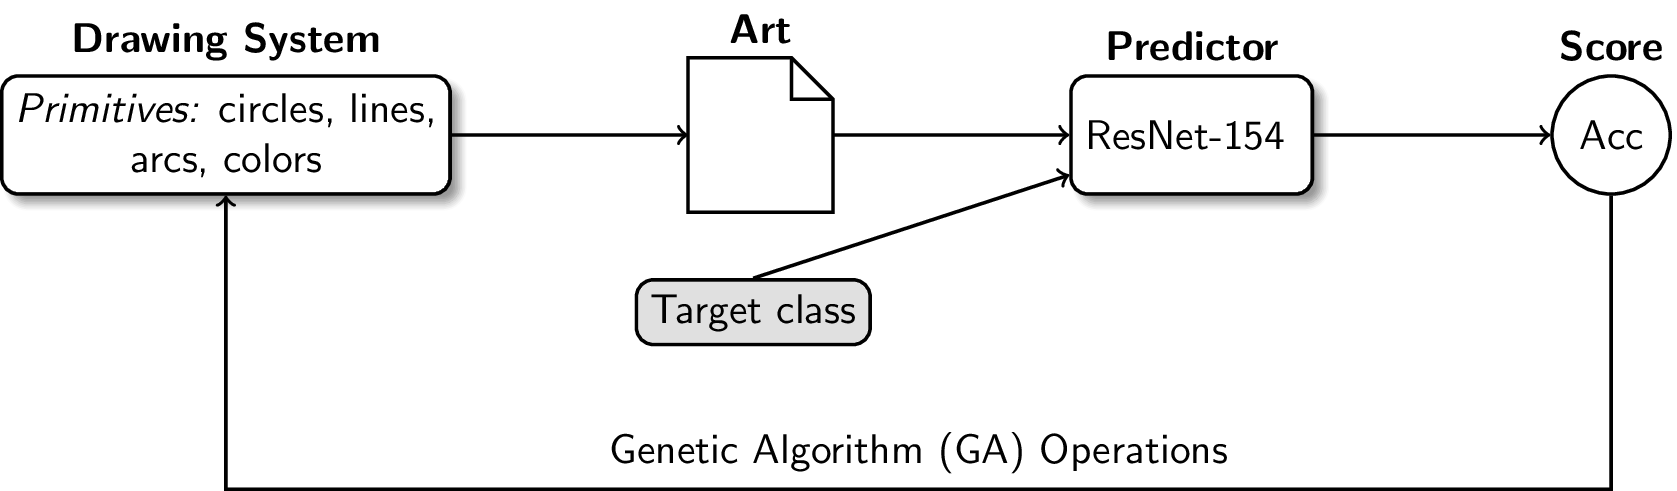 Drawing System
Primitives: circles, lines,
arcs, colors
Art
Predictor
ResNet-154
Score
Acc
Target class
Genetic Algorithm (GA) Operations